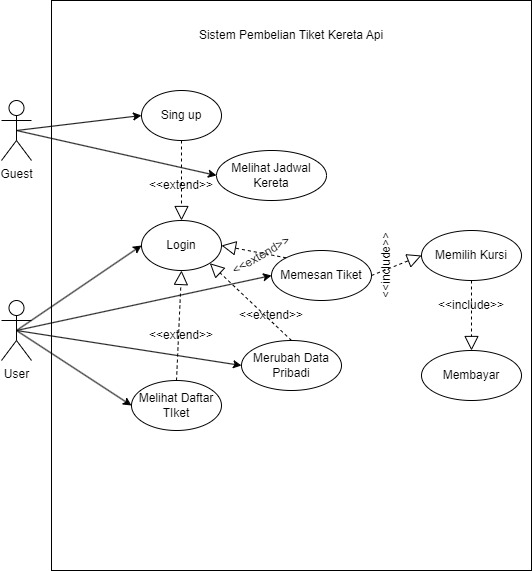 Sistem Pembelian Tiket Kereta Api
Sing up
Guest
Melihat Jadwal
Kereta
<<extend>>
Login
<<extend>>
<<include>>
Memilih Kursi
Memesan Tiket
<<include>>
<<extend>>
<<extend>>
User
Merubah Data
Pribadi
Membayar
Melihat Daftar
TIket